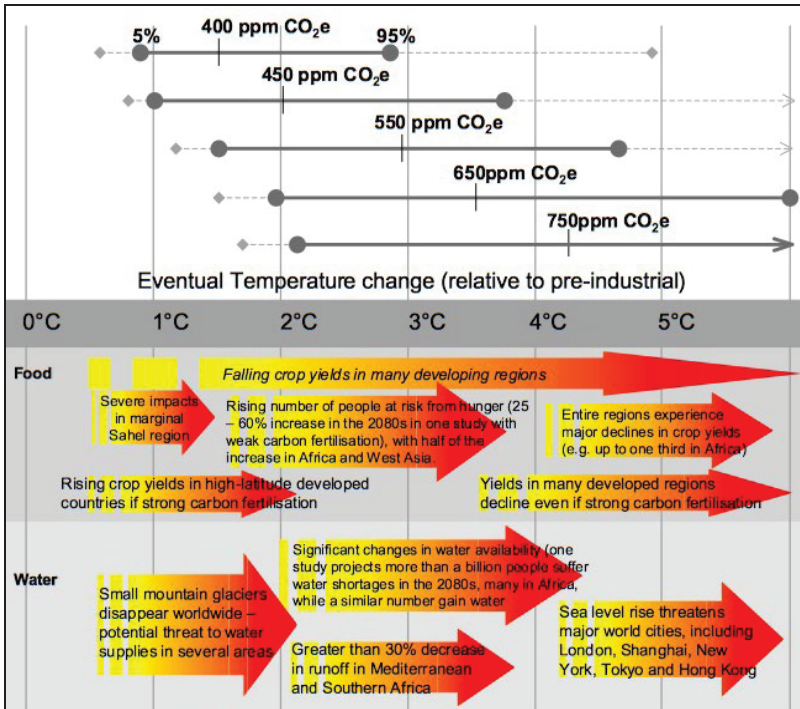 400 ppm CO₂e
5%
95%
450 ppm CO₂e
550 ppm CO₂e
650ppm CO₂e
750ppm CO₂e
Eventual Temperature change (relative to pre-industrial)
0°C 1°C 2°C 3°C 4°C 5°C
Food
Falling crop yields in many developing regions
Severe impacts
in marginal
Sahel region
Rising number of people at risk from hunger (25
– 60% increase in the 2080s in one study with
weak carbon fertilisation), with half of the
increase in Africa and West Asia.
Entire regions experience
major declines in crop yields
(e.g. up to one third in Africa)
Rising crop yields in high-latitude developed
countries if strong carbon fertilisation
Yields in many developed regions
decline even if strong carbon fertilisation
Water
Small mountain glaciers
disappear worldwide –
potential threat to water
supplies in several areas
Significant changes in water availability (one
study projects more than a billion people suffer
water shortages in the 2080s, many in Africa,
while a similar number gain water
Greater than 30% decrease
in runoff in Mediterranean
and Southern Africa
Sea level rise threatens
major world cities, including
London, Shanghai, New
York, Tokyo and Hong Kong